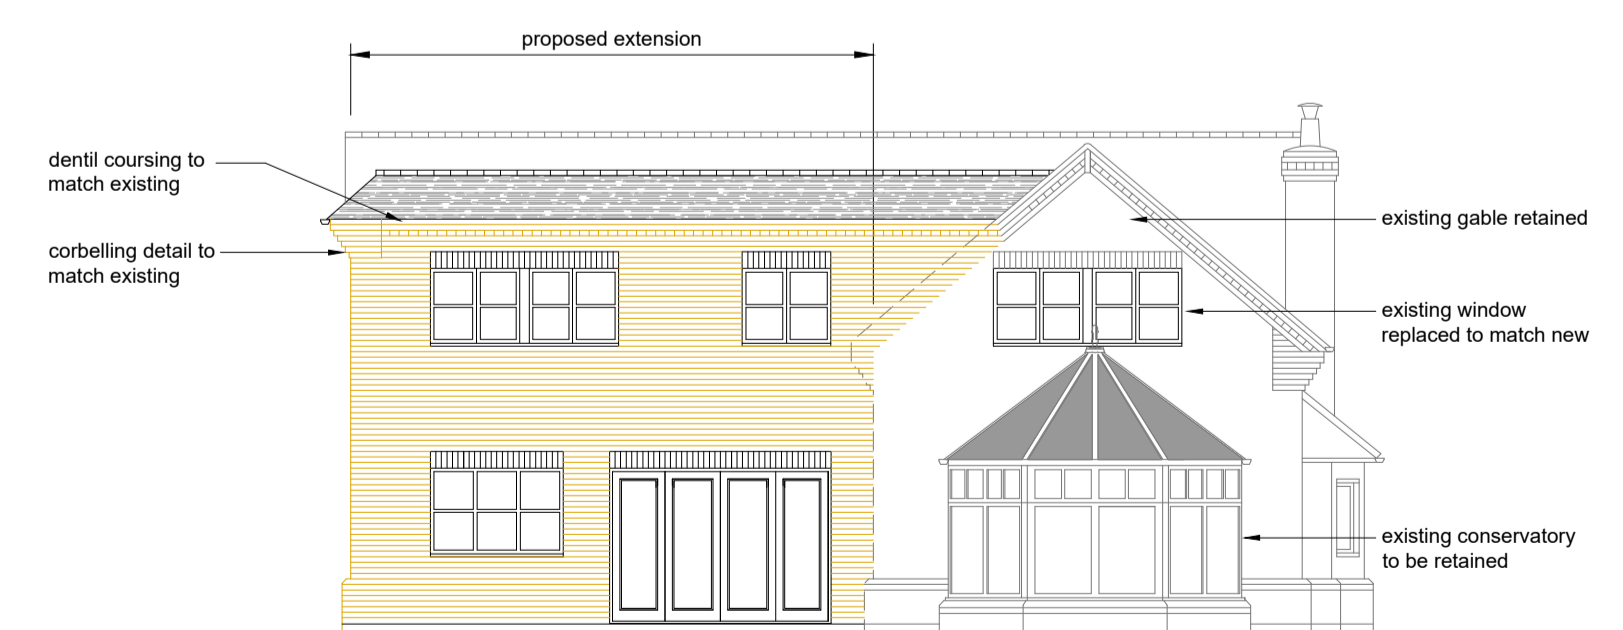 proposed extension
dentil coursing to
match existing
corbelling detail to
match existing
existing gable retained
existing window
replaced to match new
existing conservatory
to be retained